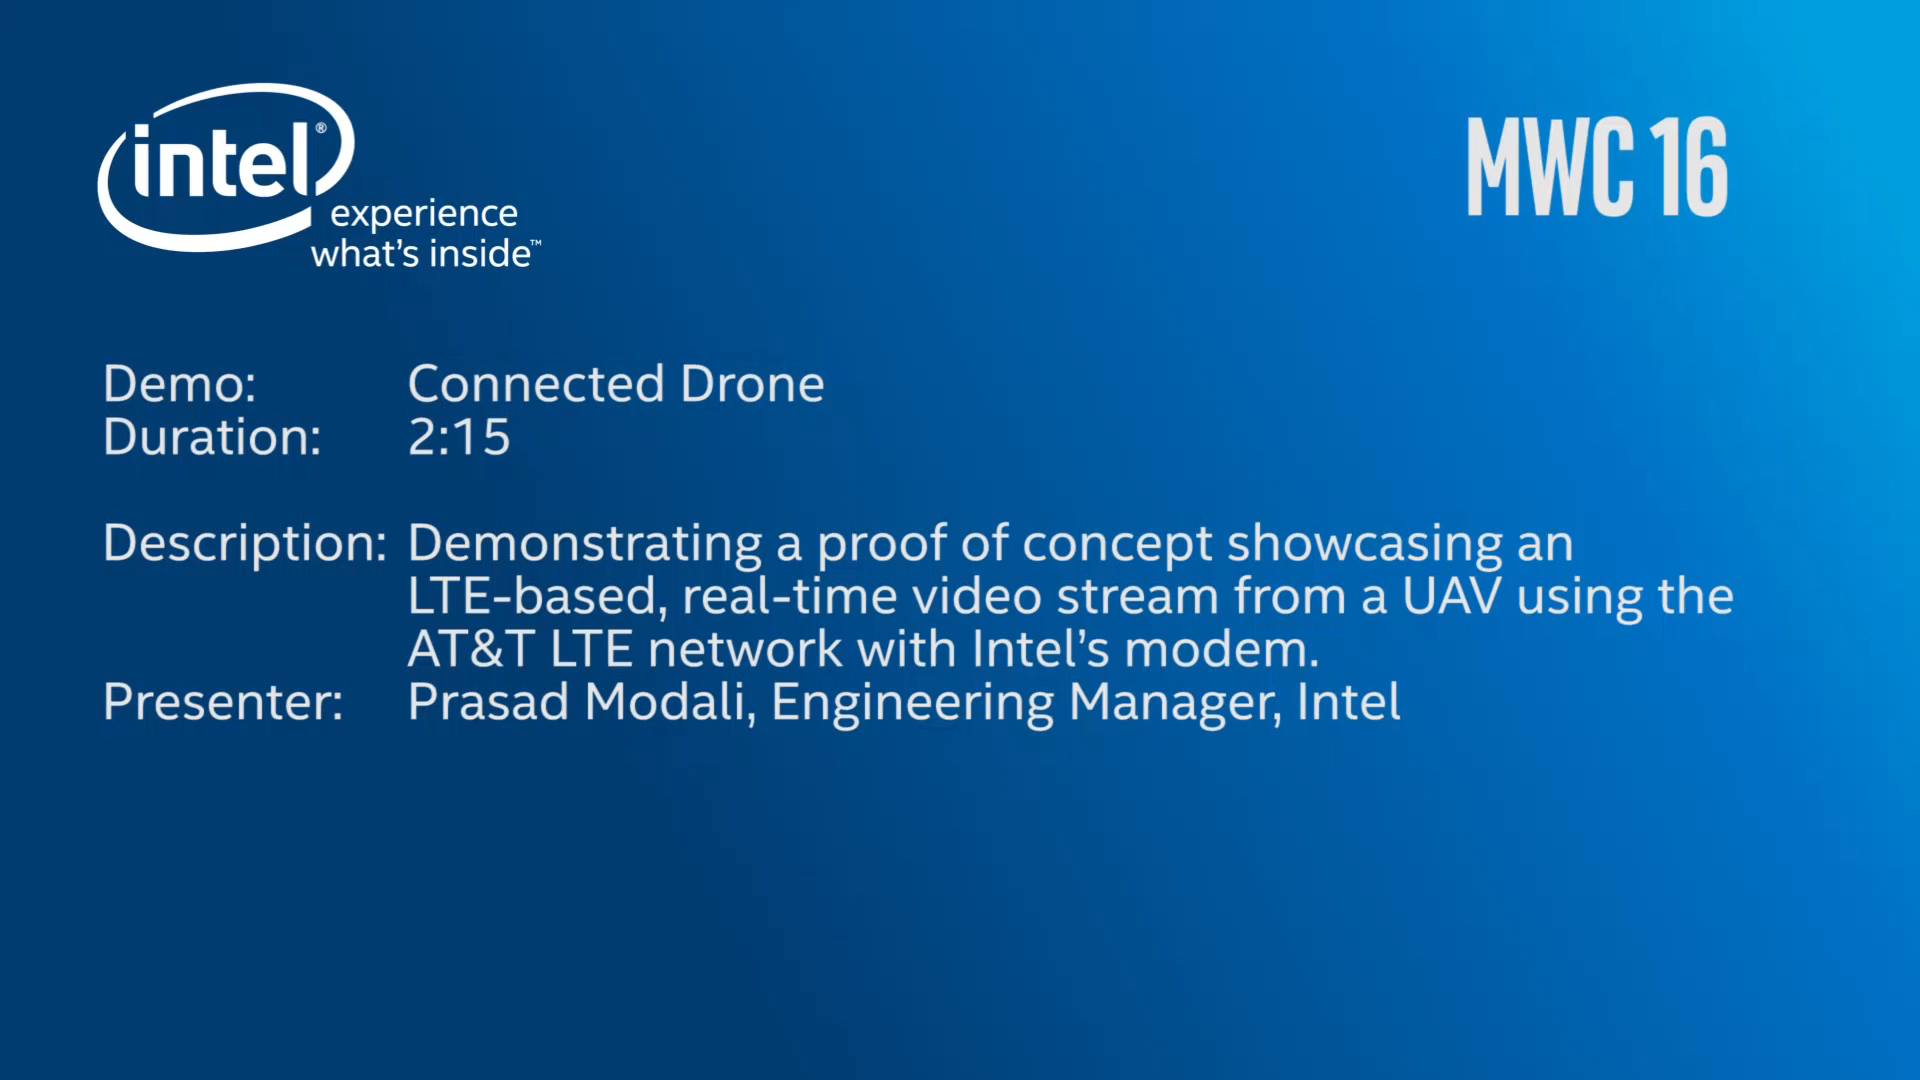 intel®
experience
what's inside™
MWC 16
Demo: Connected Drone
Duration: 2:15
Description: Demonstrating a proof of concept showcasing an
LTE-based, real-time video stream from a UAV using the
AT&T LTE network with Intel's modem.
Presenter: Prasad Modali, Engineering Manager, Intel